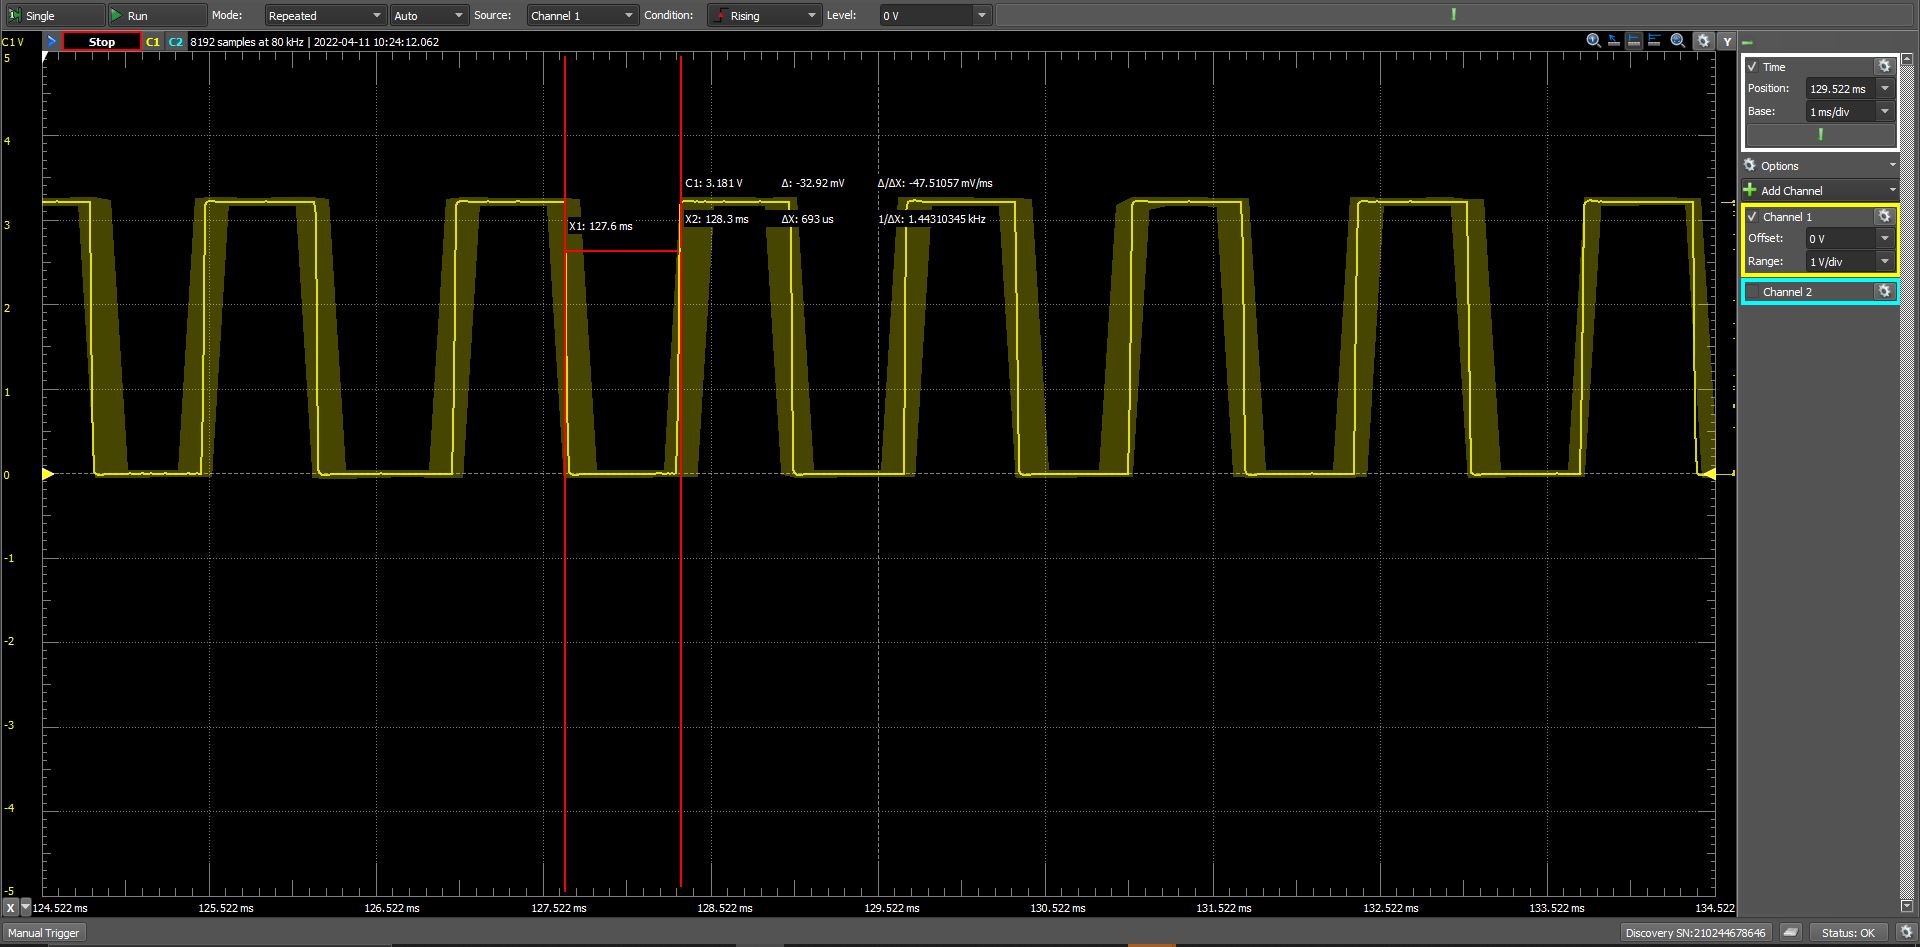 Single Run Mode: Repeated Auto Source: Channel 1 Condition: Rising Level: 0 V
C1 V Stop C1 C2 8192 samples at 80 kHz | 2022-04-11 10:24:12.062 Y
5
4
3
2
1
0
-1
-2
-3
-4
-5
C1: 3.181 V Δ: -32.92 mV Δ/ΔX: -47.51057 mV/ms
X1: 127.6 ms X2: 128.3 ms ΔX: 693 us 1/ΔX: 1.44310345 kHz
X 124.522 ms 125.522 ms 126.522 ms 127.522 ms 128.522 ms 129.522 ms 130.522 ms 131.522 ms 132.522 ms 133.522 ms 134.522
Time
Position: 129.522 ms
Base: 1 ms/div
Options
Add Channel
Channel 1
Offset: 0 V
Range: 1 V/div
Channel 2
Manual Trigger Discovery SN:210244678646 Status: OK